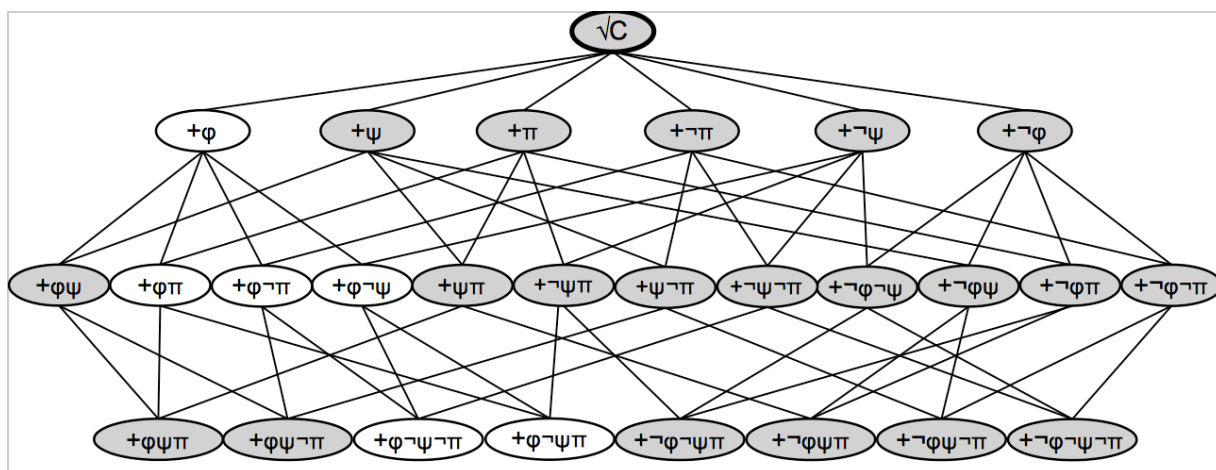 √C
+φ +ψ +π +¬π +¬ψ +¬φ
+φψ +φπ +φ¬π +φ¬ψ +ψπ +¬ψπ +ψ¬π +¬ψ¬π +¬φ¬ψ +¬φψ +¬φπ +¬φ¬π
+φψπ +φψ¬π +φ¬ψ¬π +φ¬ψπ +¬φ¬ψπ +¬φψπ +¬φψ¬π +¬φ¬ψ¬π